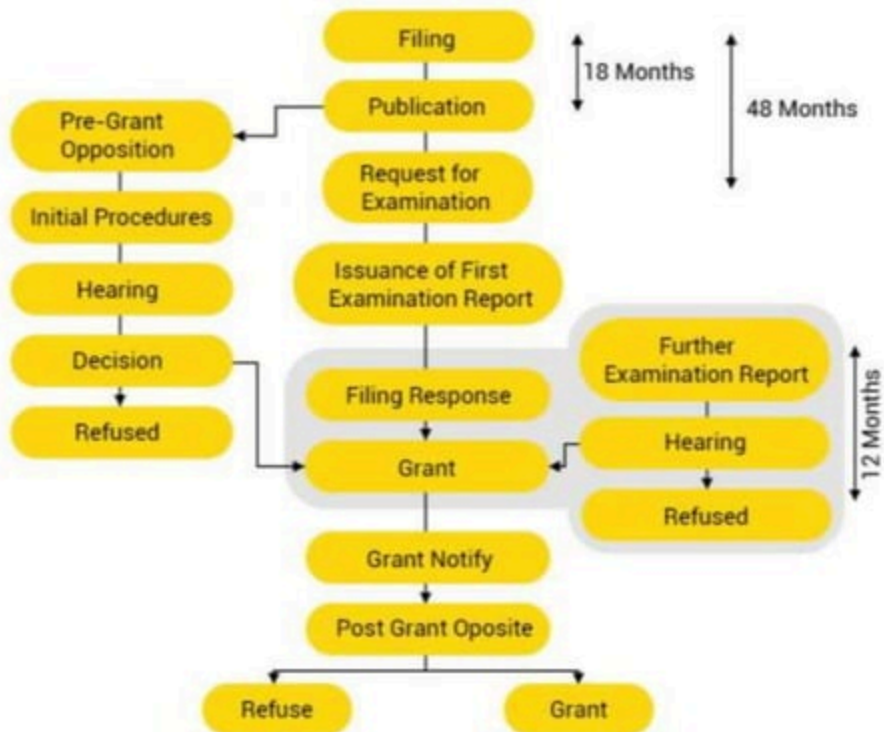 Filing
18 Months
48 Months
Publication
Pre-Grant
Opposition
Request for
Examination
Initial Procedures
Issuance of First
Examination Report
Hearing
Further
Examination Report
Decision
Filing Response
12 Months
Refused
Hearing
Grant
Refused
Grant Notify
Post Grant Oposite
Refuse
Grant